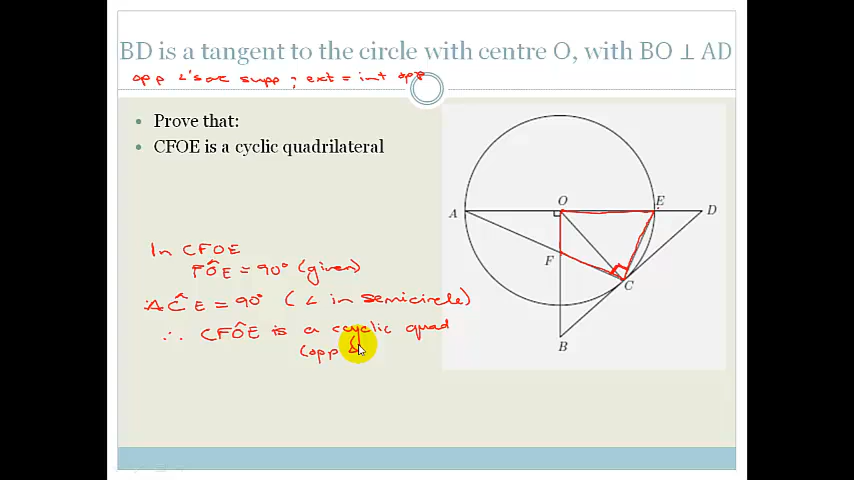 BD is a tangent to the circle with centre O, with BO ⊥ AD
opp ∠'s are supp ; ext = int opp
• Prove that:
• CFOE is a cyclic quadrilateral
A
O
E
D
F
C
B
In CFOE
FÔE = 90° (given)
AĈE = 90° (∠ in semicircle)
∴ CFÔE is a cyclic quad
(opp